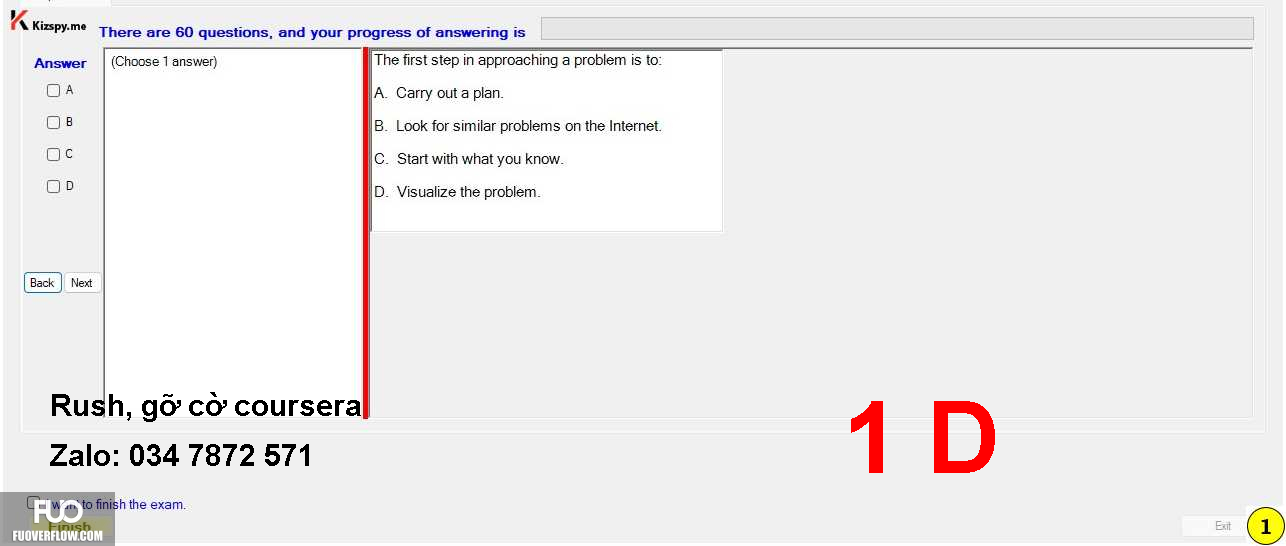 Kizspy.me
There are 60 questions, and your progress of answering is
Answer
(Choose 1 answer)
A
B
C
D
The first step in approaching a problem is to:
A. Carry out a plan.
B. Look for similar problems on the Internet.
C. Start with what you know.
D. Visualize the problem.
Back Next
Rush, gỡ cờ coursera
Zalo: 034 7872 571
1 D
I want to finish the exam.
FUO
Finish
FUOVERFLOW.COM
Exit
1